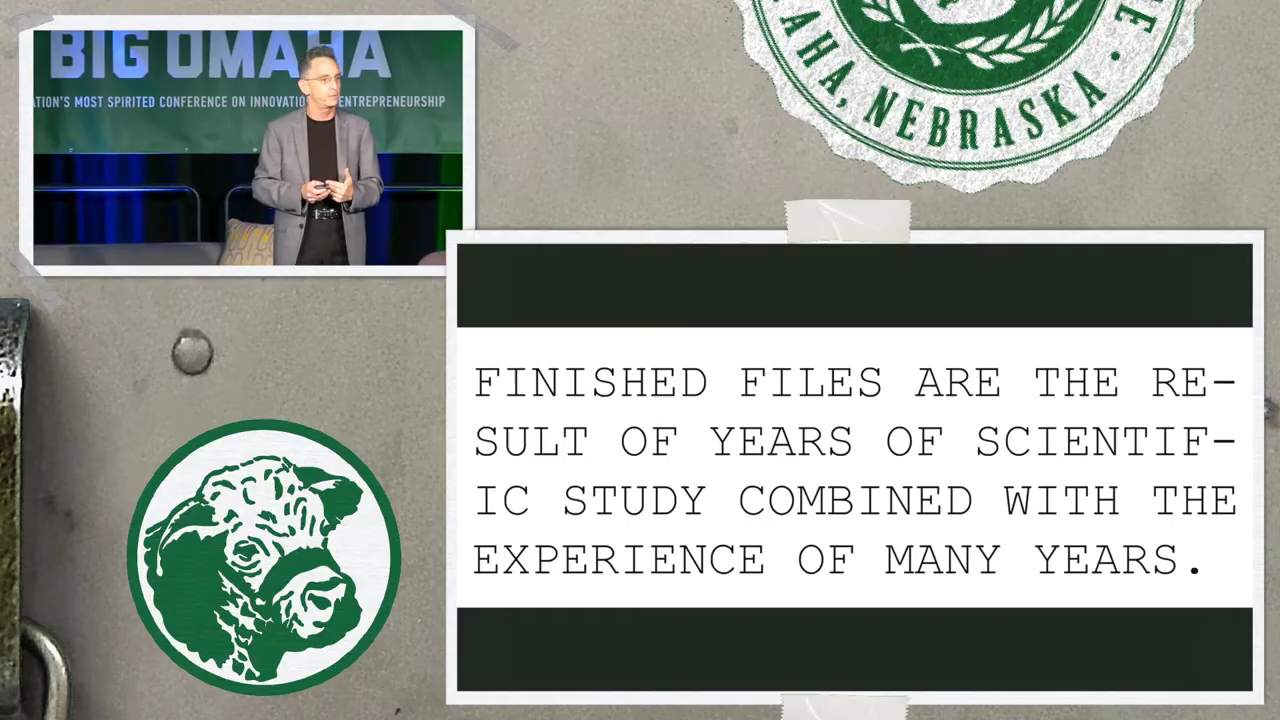 BIG OMAHA
ATION'S MOST SPIRITED CONFERENCE ON INNOVATIO ENTREPRENEURSHIP
AHA, NEBRASKA
FINISHED FILES ARE THE RE-
SULT OF YEARS OF SCIENTIF-
IC STUDY COMBINED WITH THE
EXPERIENCE OF MANY YEARS.